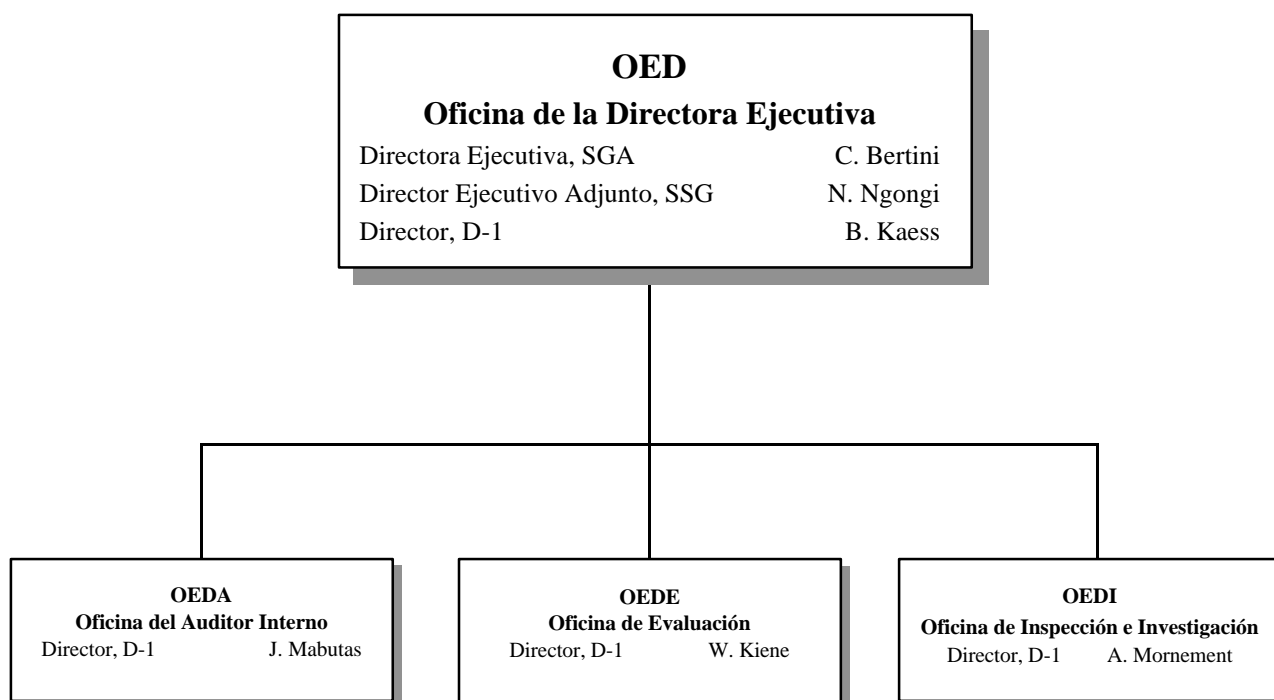 OED
Oficina de la Directora Ejecutiva
Directora Ejecutiva, SGA C. Bertini
Director Ejecutivo Adjunto, SSG N. Ngongi
Director, D-1 B. Kaess
OEDA
Oficina del Auditor Interno
Director, D-1 J. Mabutas
OEDE
Oficina de Evaluación
Director, D-1 W. Kiene
OEDI
Oficina de Inspección e Investigación
Director, D-1 A. Mornement